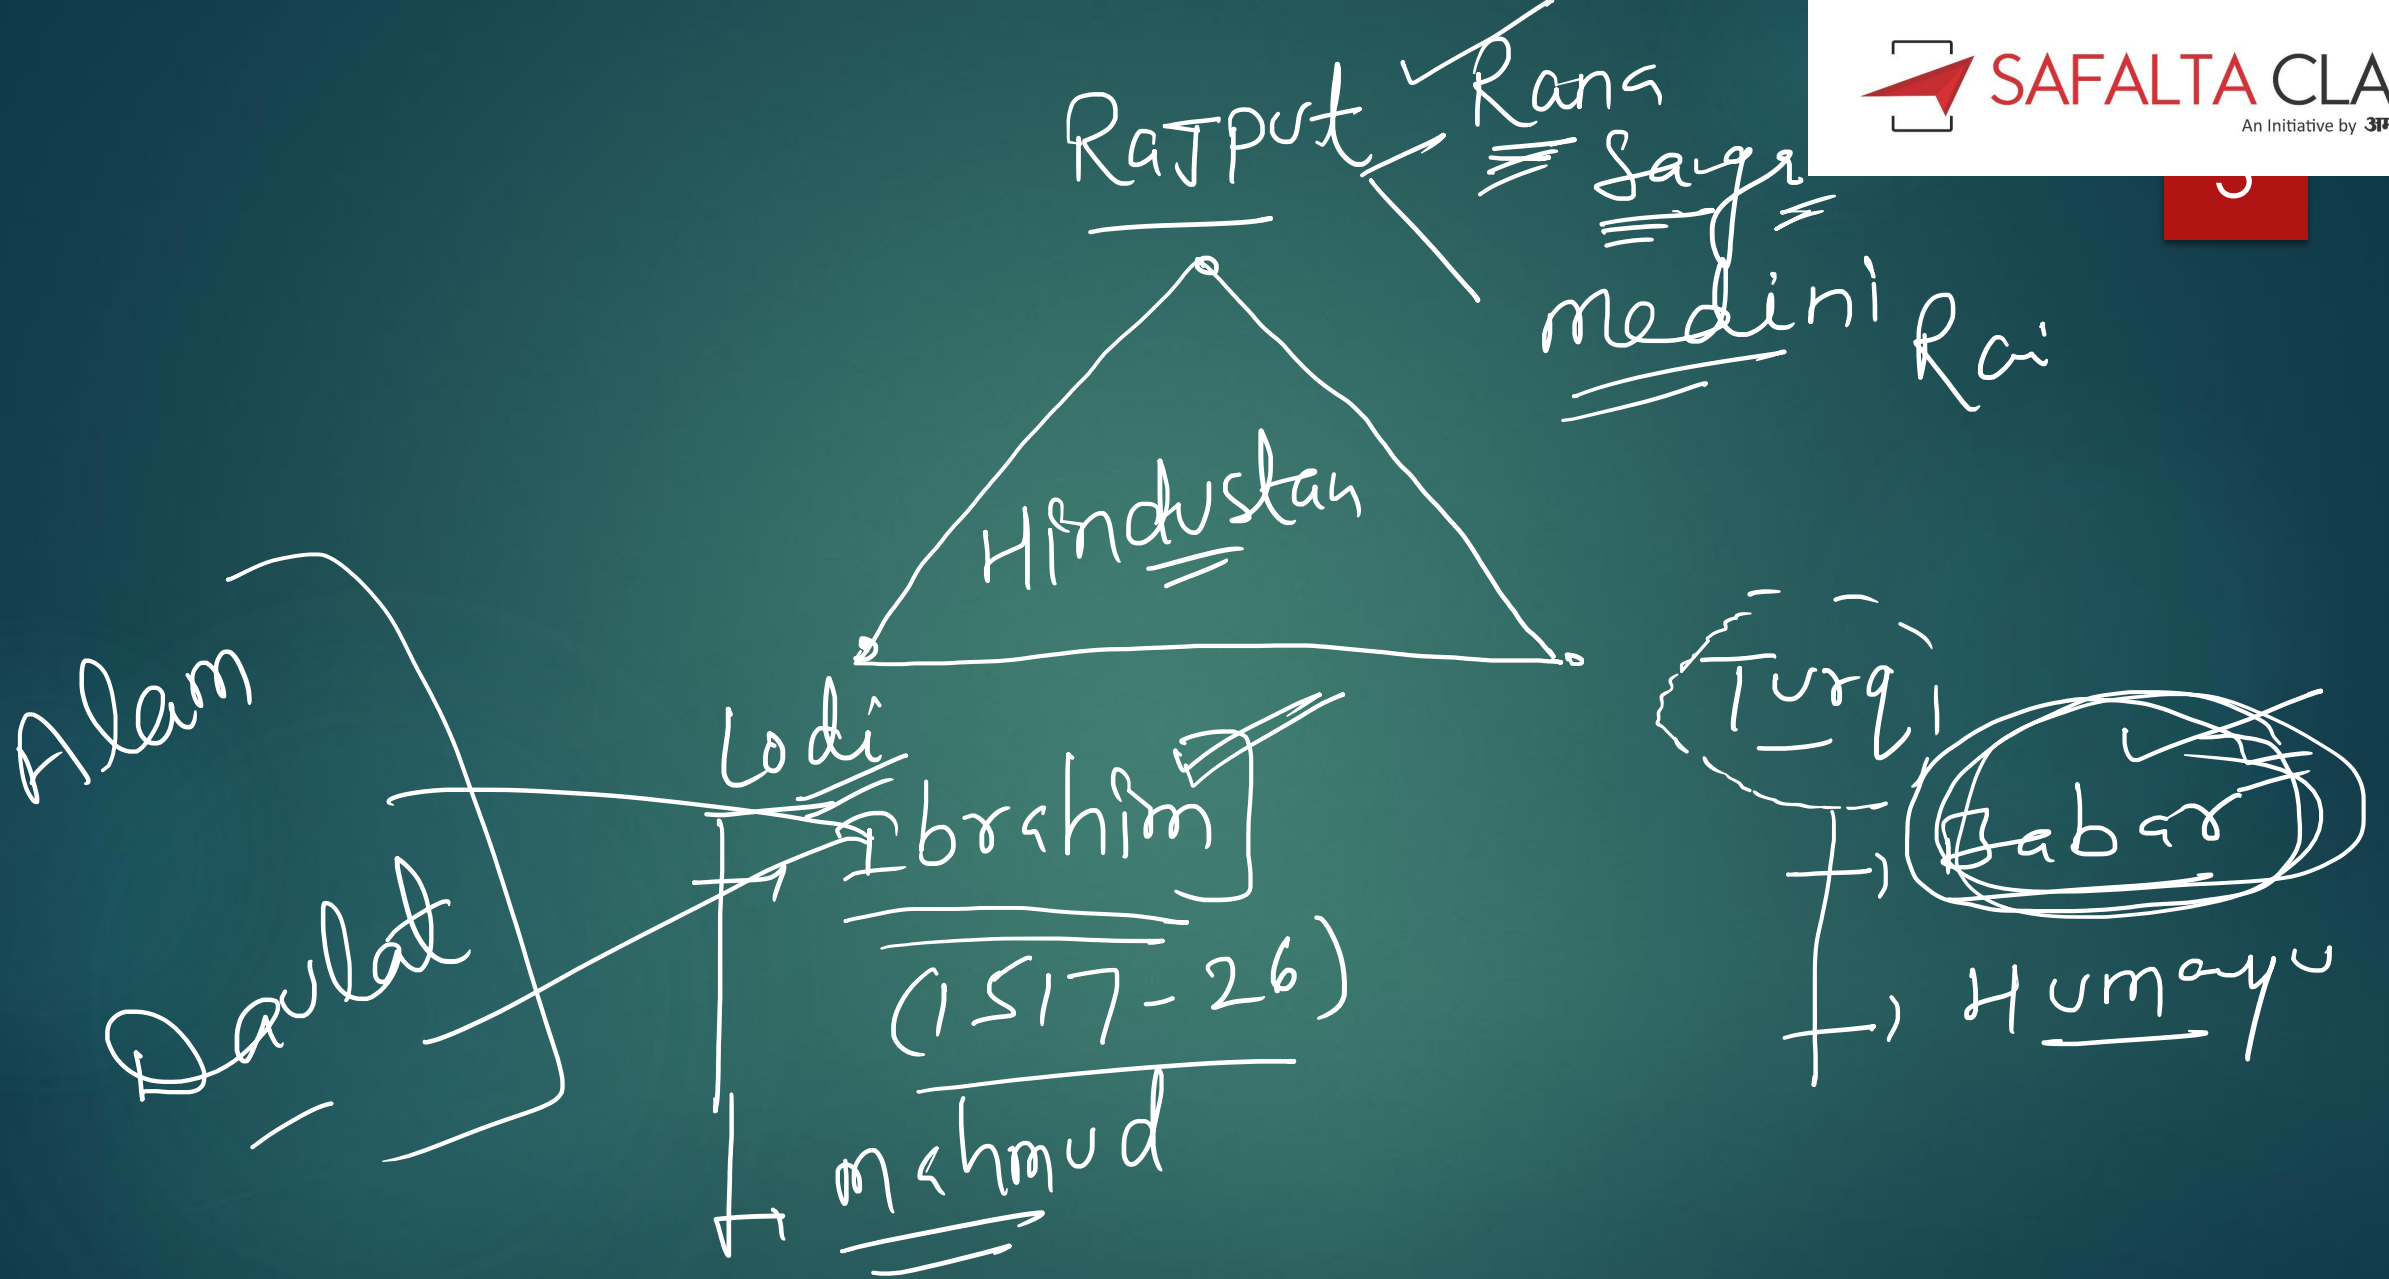 SAFALTA CLA
An Initiative by
Rajput
Rana
Sanga
Medini Rai
Hindustan
Alam
Daulat
Lodi
Ibrahim
(1517-26)
Mahmud
Turqi
Babar
Humayu